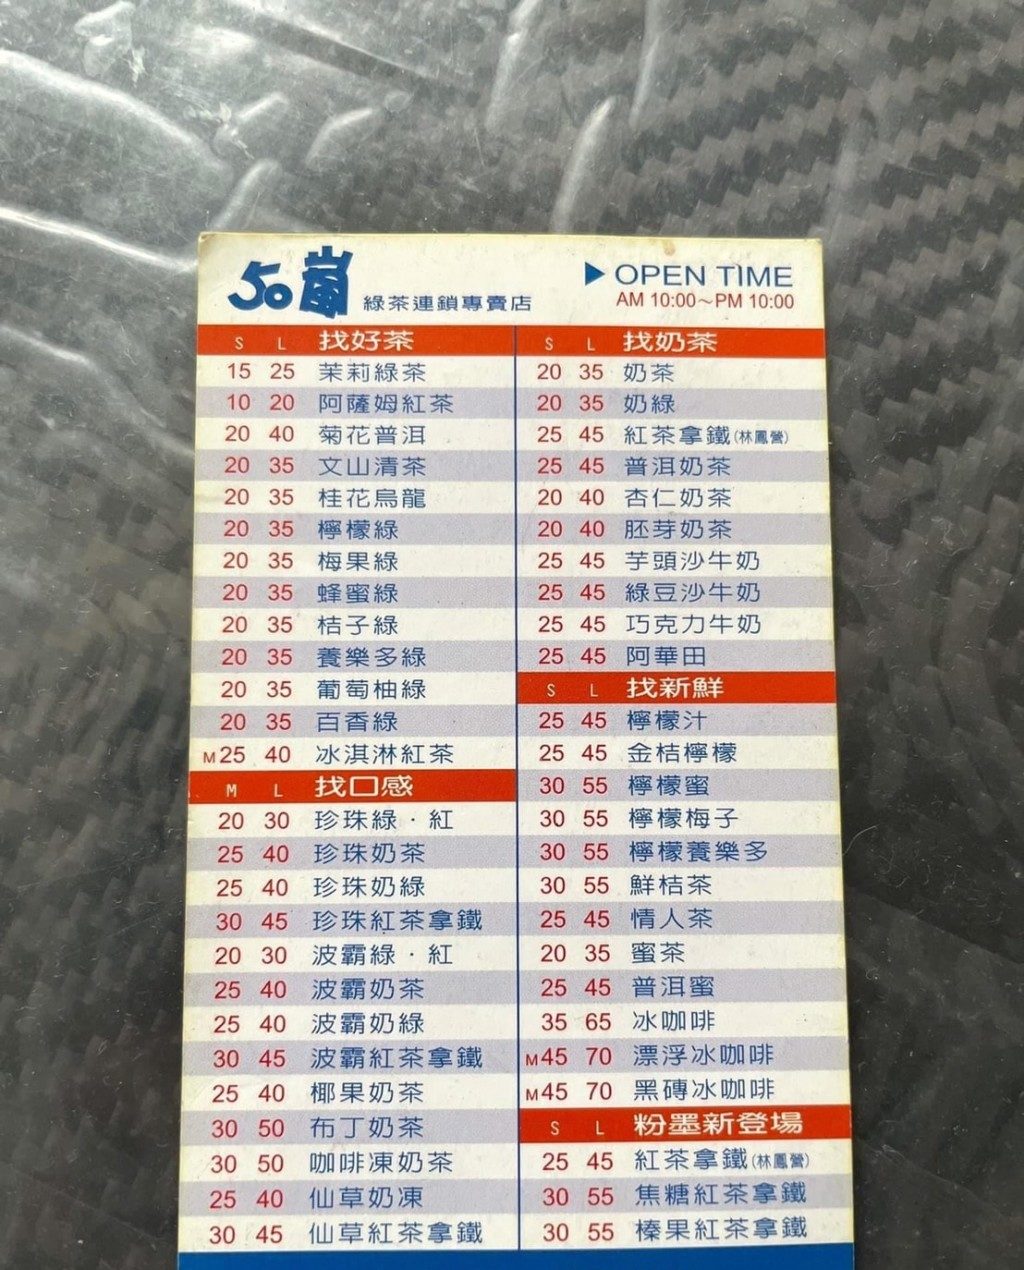 50嵐 綠茶連鎖專賣店
▶ OPEN TIME
AM 10:00～PM 10:00
S L 找好茶
15 25 茉莉綠茶
10 20 阿薩姆紅茶
20 40 菊花普洱
20 35 文山清茶
20 35 桂花烏龍
20 35 檸檬綠
20 35 梅果綠
20 35 蜂蜜綠
20 35 桔子綠
20 35 養樂多綠
20 35 葡萄柚綠
20 35 百香綠
M25 40 冰淇淋紅茶
M L 找口感
20 30 珍珠綠．紅
25 40 珍珠奶茶
25 40 珍珠奶綠
30 45 珍珠紅茶拿鐵
20 30 波霸綠．紅
25 40 波霸奶茶
25 40 波霸奶綠
30 45 波霸紅茶拿鐵
25 40 椰果奶茶
30 50 布丁奶茶
30 50 咖啡凍奶茶
25 40 仙草奶凍
30 45 仙草紅茶拿鐵
S L 找奶茶
20 35 奶茶
20 35 奶綠
25 45 紅茶拿鐵(林鳳營)
25 45 普洱奶茶
20 40 杏仁奶茶
20 40 胚芽奶茶
25 45 芋頭沙牛奶
25 45 綠豆沙牛奶
25 45 巧克力牛奶
25 45 阿華田
S L 找新鮮
25 45 檸檬汁
25 45 金桔檸檬
30 55 檸檬蜜
30 55 檸檬梅子
30 55 檸檬養樂多
30 55 鮮桔茶
25 45 情人茶
20 35 蜜茶
25 45 普洱蜜
35 65 冰咖啡
M45 70 漂浮冰咖啡
M45 70 黑磚冰咖啡
S L 粉墨新登場
25 45 紅茶拿鐵(林鳳營)
30 55 焦糖紅茶拿鐵
30 55 榛果紅茶拿鐵